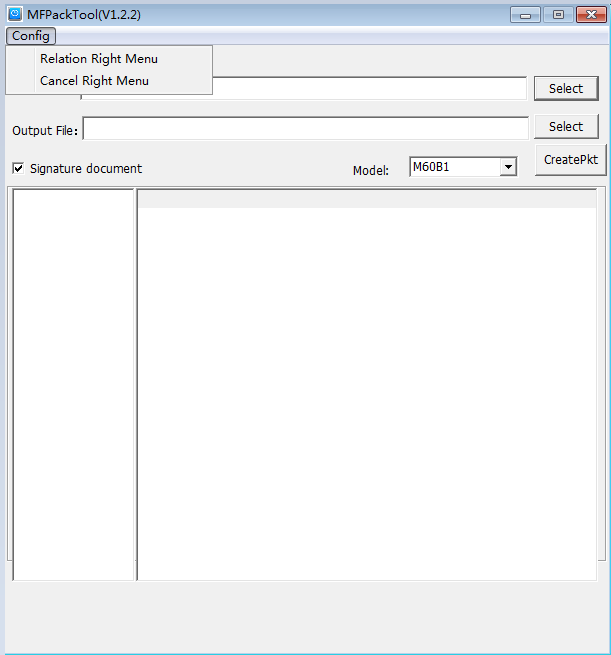 MFPackTool(V1.2.2)
Config
Relation Right Menu
Cancel Right Menu
Select
Output File:
Select
Signature document
Model:
M60B1
CreatePkt